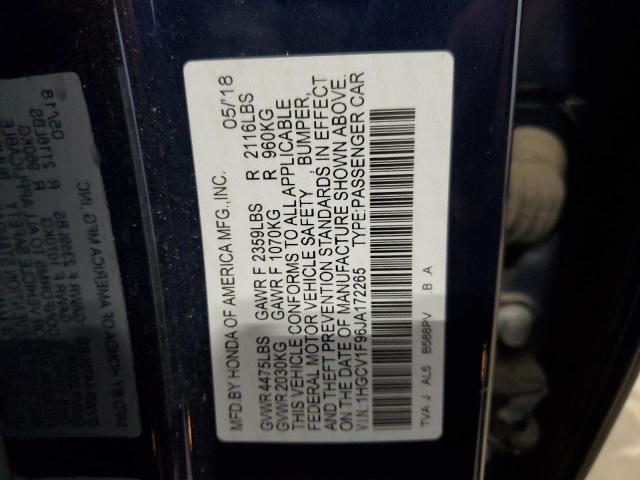 MFD.BY HONDA OF AMERICA MFG.,INC. 05/'18
GVWR 4475LBS GAWR F 2359LBS R 2116LBS
GVWR 2030KG GAWR F 1070KG R 960KG
THIS VEHICLE CONFORMS TO ALL APPLICABLE
FEDERAL MOTOR VEHICLE SAFETY , BUMPER,
AND THEFT PREVENTION STANDARDS IN EFFECT
ON THE DATE OF MANUFACTURE SHOWN ABOVE.
V.I.N.:1HGCV1F96JA172265 TYPE:PASSENGER CAR
TVA J AL5 B588PV .B .A